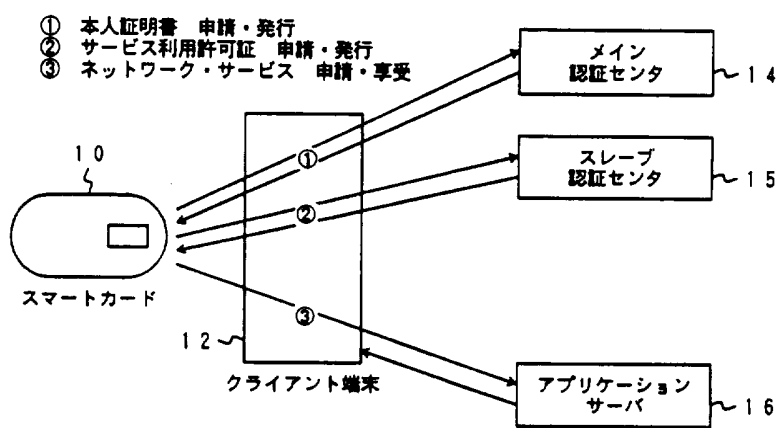 ① 本人証明書 申請・発行
② サービス利用許可証 申請・発行
③ ネットワーク・サービス 申請・享受
メイン
認証センタ
14
10
①
スレーブ
認証センタ
15
②
スマートカード
③
12
クライアント端末
アプリケーション
サーバ
16